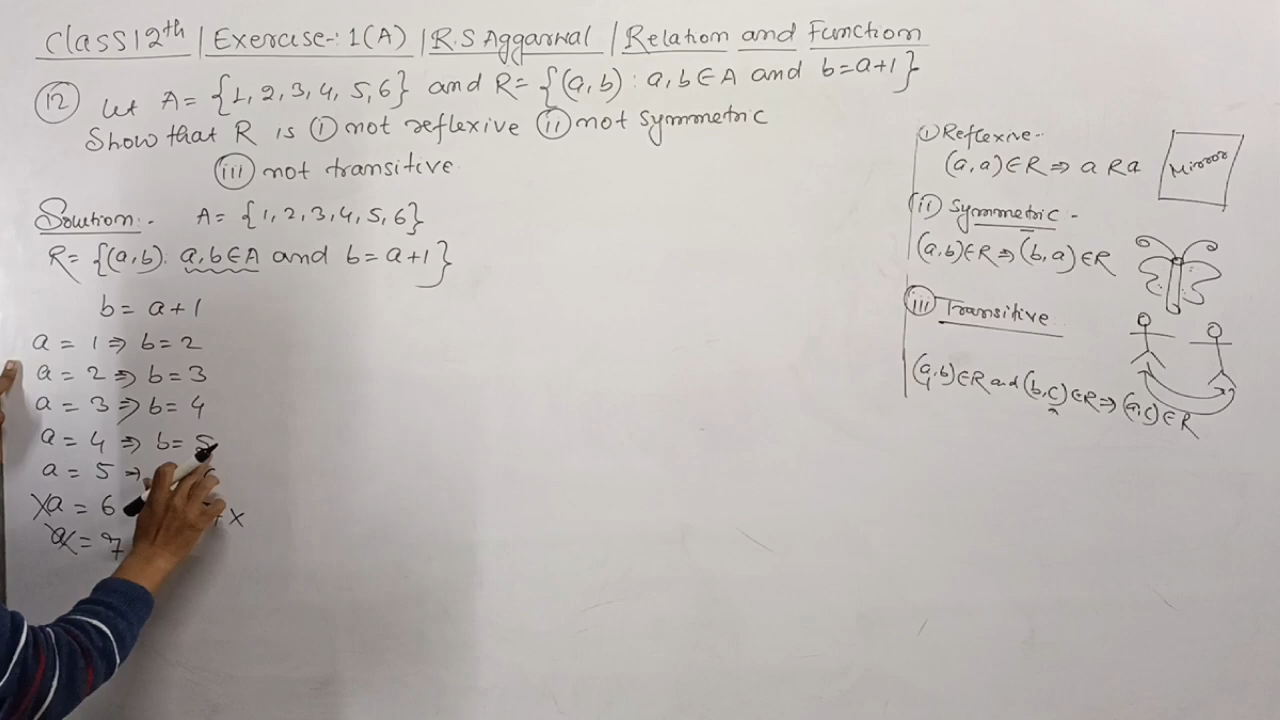 Class 12th | Exercise-: 1(A) | R.S Aggarwal | Relation and Function
12 Let A = {1, 2, 3, 4, 5, 6} and R = {(a, b) : a, b ∈ A and b = a+1}
Show that R is (i) not reflexive (ii) not symmetric
(iii) not transitive.
Solution:- A = {1, 2, 3, 4, 5, 6}
R = {(a, b) : a, b ∈ A and b = a+1}
b = a + 1
a = 1 ⇒ b = 2
a = 2 ⇒ b = 3
a = 3 ⇒ b = 4
a = 4 ⇒ b = 5
a = 5 ⇒
Xa = 6 X
a = 7
(i) Reflexive:-
(a, a) ∈ R ⇒ a R a
Mirror
(ii) Symmetric -
(a, b) ∈ R ⇒ (b, a) ∈ R
(iii) Transitive
(a, b) ∈ R and (b, c) ∈ R ⇒ (a, c) ∈ R